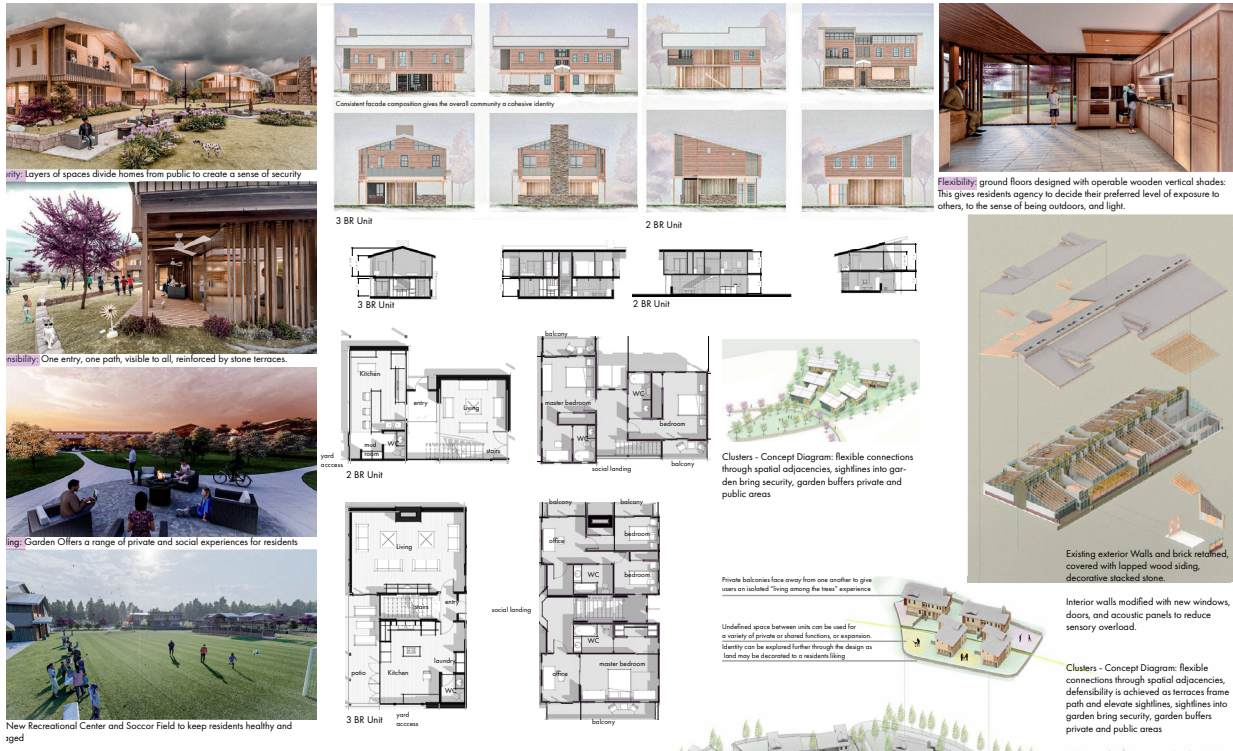 urity: Layers of spaces divide homes from public to create a sense of security
ensibility: One entry, one path, visible to all, reinforced by stone terraces.
ling: Garden Offers a range of private and social experiences for residents
New Recreational Center and Soccor Field to keep residents healthy and
aged
Consistent facade composition gives the overall community a cohesive identity
3 BR Unit
2 BR Unit
3 BR Unit
2 BR Unit
Kitchen
entry
Living
mud
room
WC
stairs
yard
acccess
2 BR Unit
balcony
master bedroom
WC
bedroom
WC
social landing
balcony
Living
stairs
entry
patio
Kitchen
laundry
WC
yard
acccess
3 BR Unit
balcony
balcony
office
bedroom
WC
bedroom
social landing
WC
master bedroom
office
balcony
Flexibility: ground floors designed with operable wooden vertical shades:
This gives residents agency to decide their preferred level of exposure to
others, to the sense of being outdoors, and light.
Clusters - Concept Diagram: flexible connections
through spatial adjacencies, sightlines into gar-
den bring security, garden buffers private and
public areas
Existing exterior Walls and brick retained,
covered with lapped wood siding,
decorative stacked stone.
Interior walls modified with new windows,
doors, and acoustic panels to reduce
sensory overload.
Private balconies face away from one another to give
users an isolated "living among the trees" experience
Undefined space between units can be used for
a variety of private or shared functions, or expansion.
Identity can be explored further through the design as
land may be decorated to a residents liking
Clusters - Concept Diagram: flexible
connections through spatial adjacencies,
defensibility is achieved as terraces frame
path and elevate sightlines, sightlines into
garden bring security, garden buffers
private and public areas